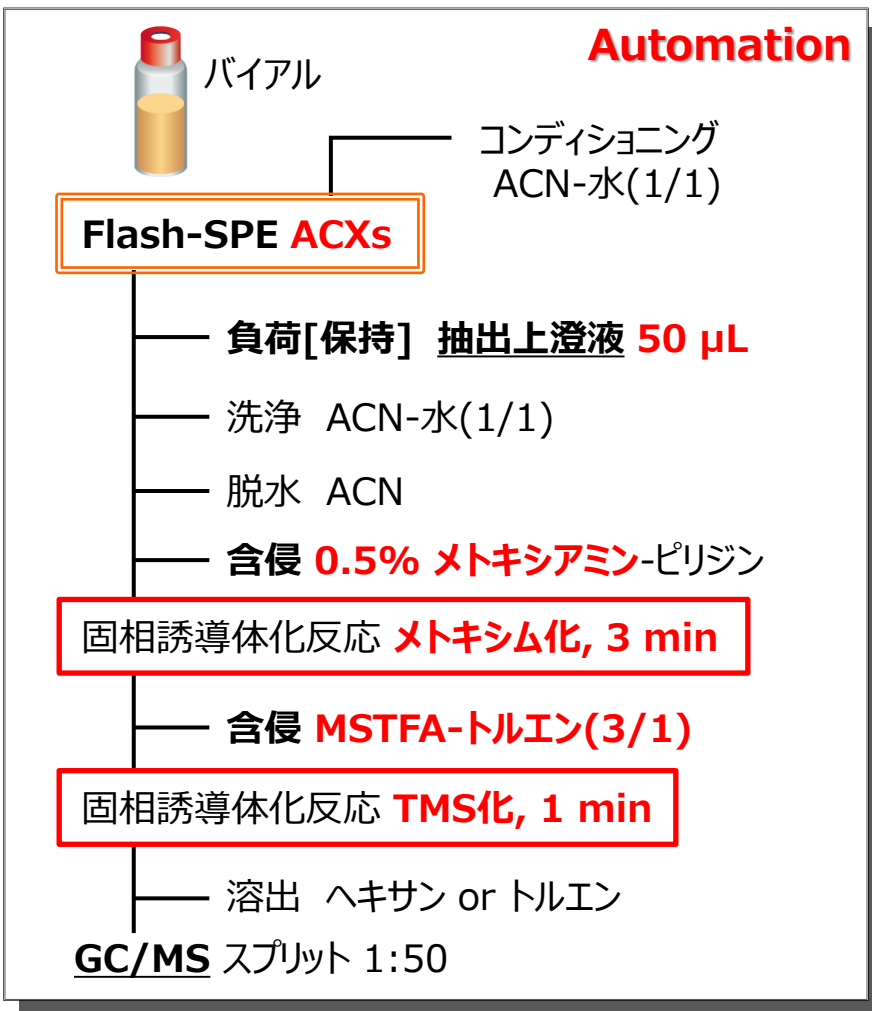 Automation
バイアル
コンディショニング
ACN-水(1/1)
Flash-SPE ACXs
負荷[保持] 抽出上澄液 50 µL
洗浄 ACN-水(1/1)
脱水 ACN
含侵 0.5% メトキシアミン-ピリジン
固相誘導体化反応 メトキシム化, 3 min
含侵 MSTFA-トルエン(3/1)
固相誘導体化反応 TMS化, 1 min
溶出 ヘキサン or トルエン
GC/MS スプリット 1:50